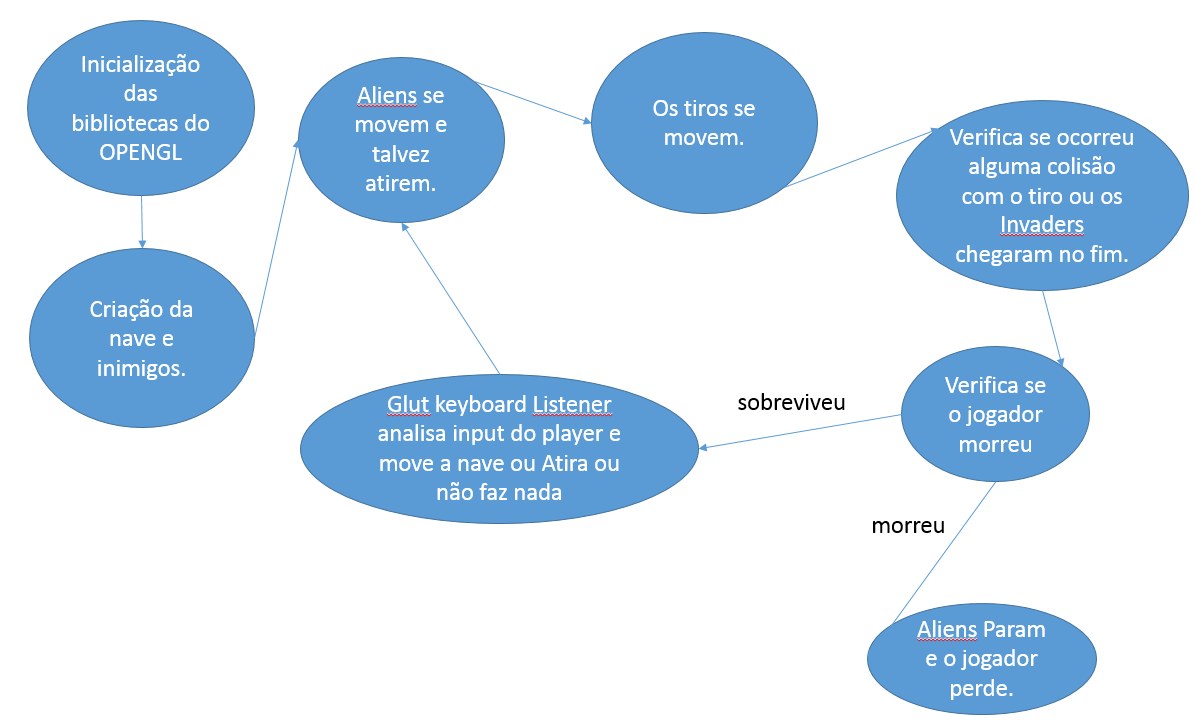 Inicialização
das
bibliotecas do
OPENGL
Criação da
nave e
inimigos.
Aliens se
movem e
talvez
atirem.
Os tiros se
movem.
Verifica se ocorreu
alguma colisão
com o tiro ou os
Invaders
chegaram no fim.
Verifica se
o jogador
morreu
sobreviveu
Glut keyboard Listener
analisa input do player e
move a nave ou Atira ou
não faz nada
morreu
Aliens Param
e o jogador
perde.